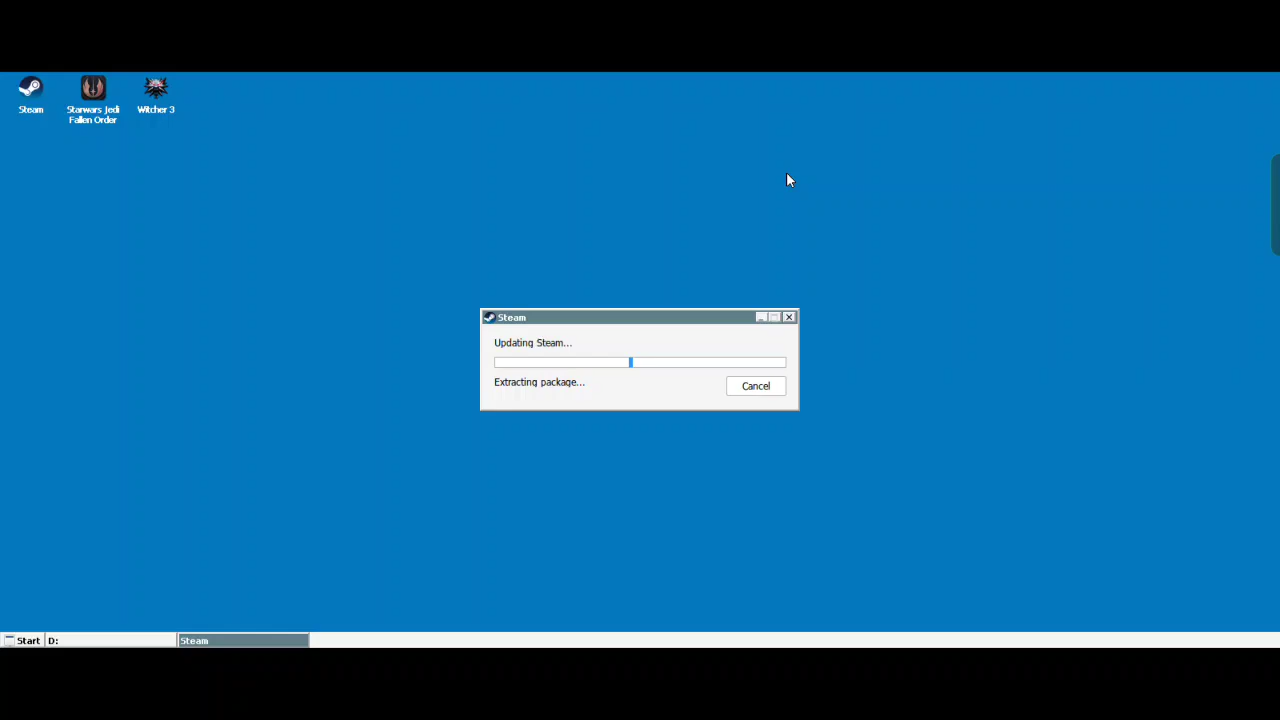 Steam
Starwars Jedi
Fallen Order
Witcher 3
Steam
Updating Steam...
Extracting package...
Cancel
Start
D:
Steam